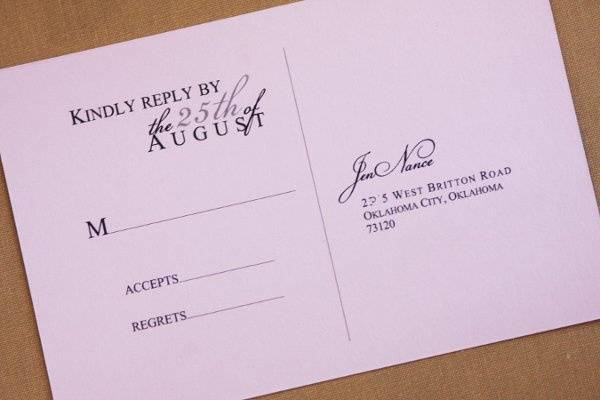 KINDLY REPLY BY
the 25th of
AUGUST
M
ACCEPTS
REGRETS
Jen Nance
WEST BRITTON ROAD
OKLAHOMA CITY, OKLAHOMA
73120